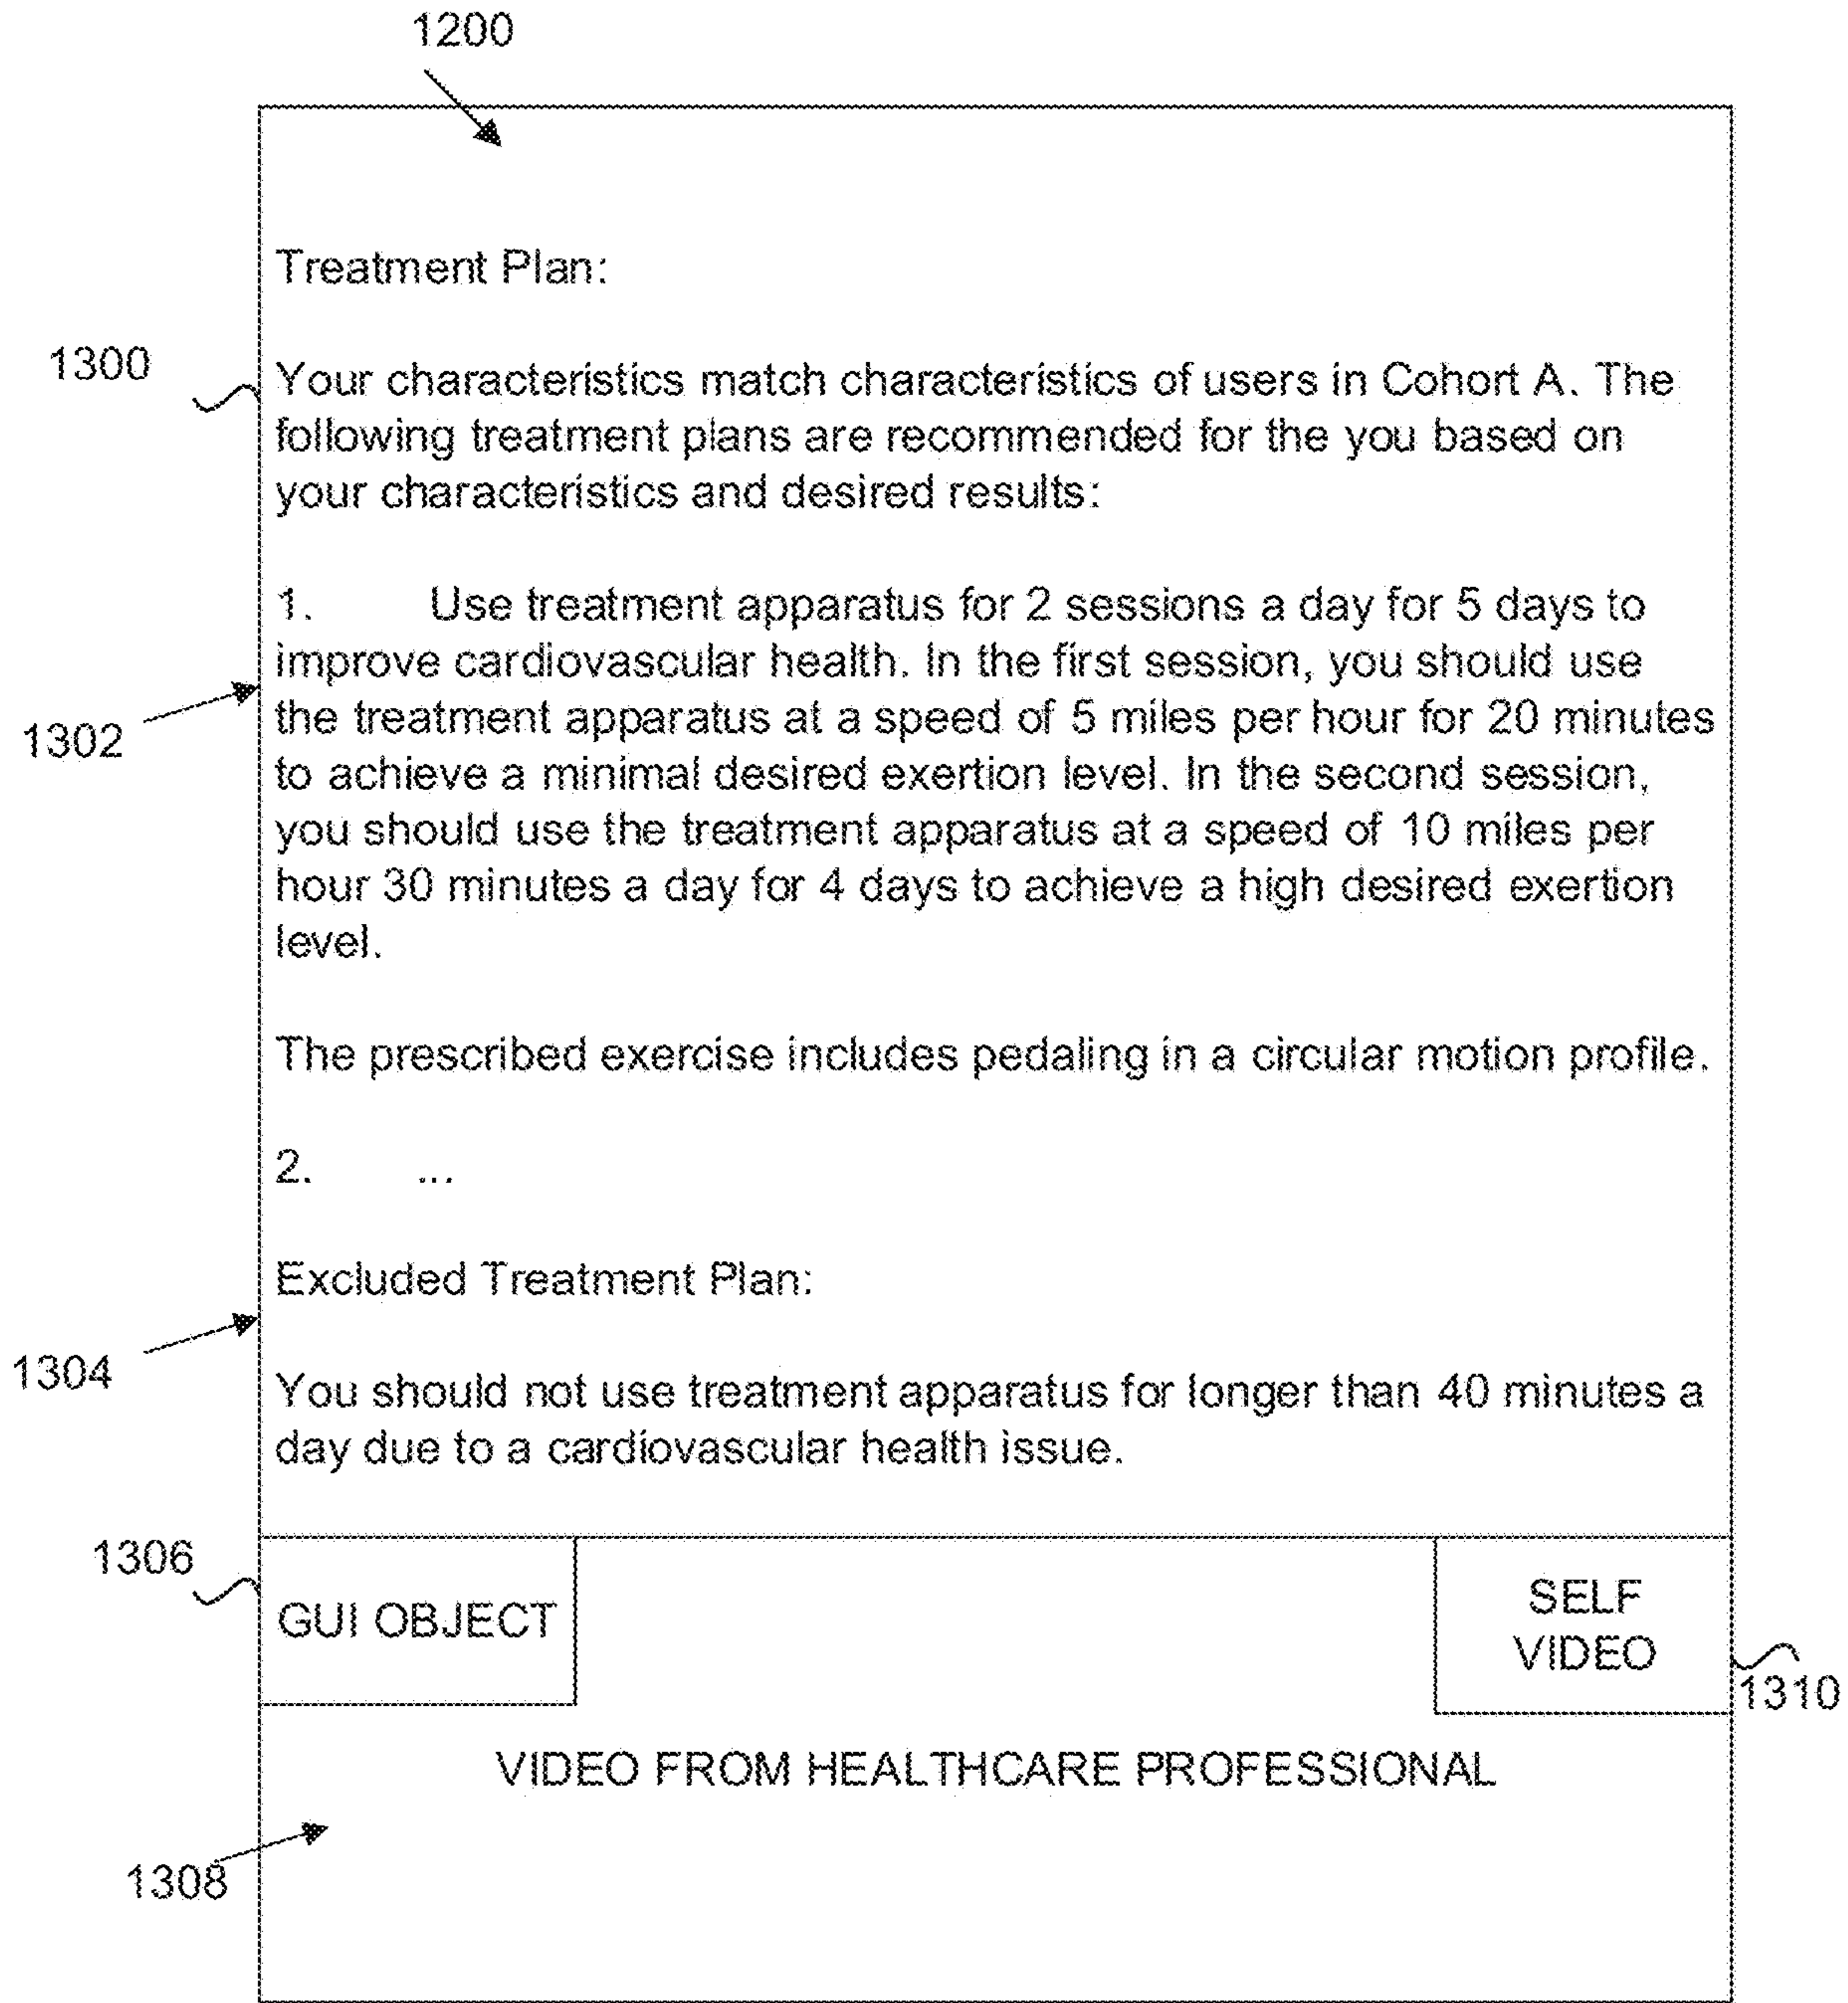 1200
Treatment Plan:
1300
Your characteristics match characteristics of users in Cohort A. The
following treatment plans are recommended for the you based on
your characteristics and desired results:
1. Use treatment apparatus for 2 sessions a day for 5 days to
improve cardiovascular health. In the first session, you should use
the treatment apparatus at a speed of 5 miles per hour for 20 minutes
1302
to achieve a minimal desired exertion level. In the second session,
you should use the treatment apparatus at a speed of 10 miles per
hour 30 minutes a day for 4 days to achieve a high desired exertion
level.
The prescribed exercise includes pedaling in a circular motion profile.
2. ...
Excluded Treatment Plan:
1304
You should not use treatment apparatus for longer than 40 minutes a
day due to a cardiovascular health issue.
1306
GUI OBJECT
SELF
VIDEO
1310
VIDEO FROM HEALTHCARE PROFESSIONAL
1308